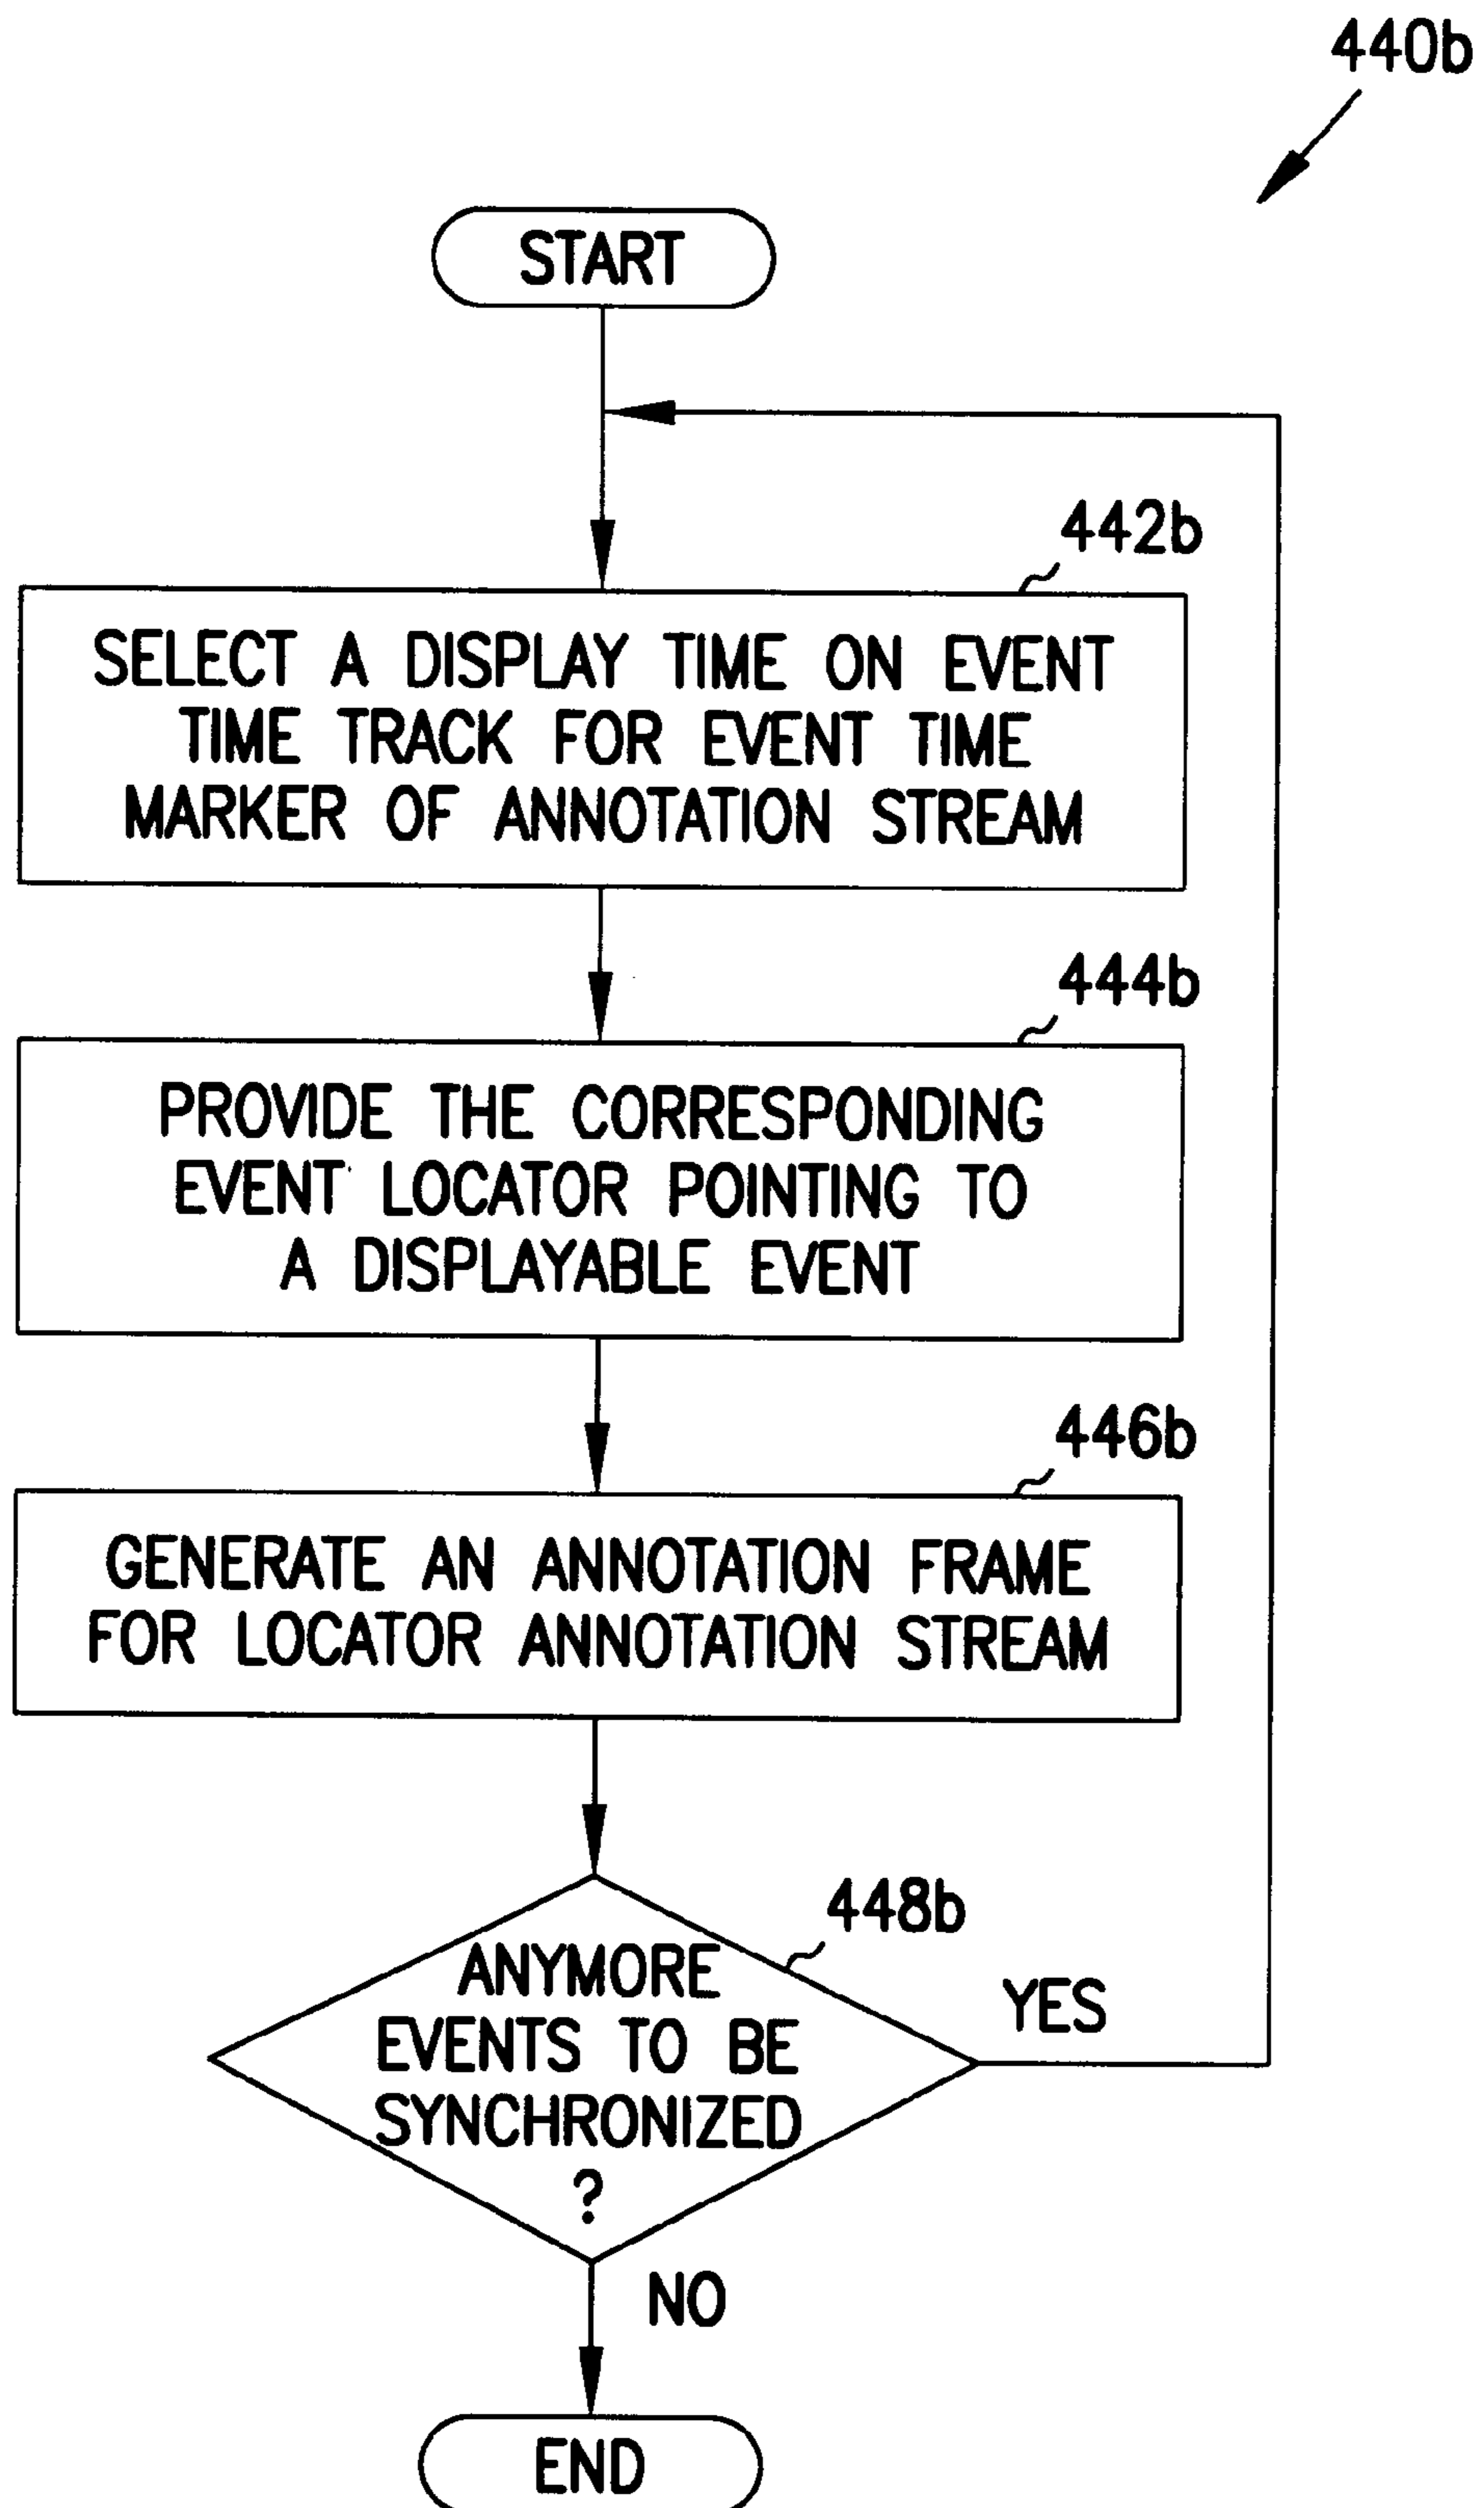 440b
START
442b
SELECT A DISPLAY TIME ON EVENT
TIME TRACK FOR EVENT TIME
MARKER OF ANNOTATION STREAM
444b
PROVIDE THE CORRESPONDING
EVENT LOCATOR POINTING TO
A DISPLAYABLE EVENT
446b
GENERATE AN ANNOTATION FRAME
FOR LOCATOR ANNOTATION STREAM
448b
ANYMORE
EVENTS TO BE
SYNCHRONIZED
?
YES
NO
END